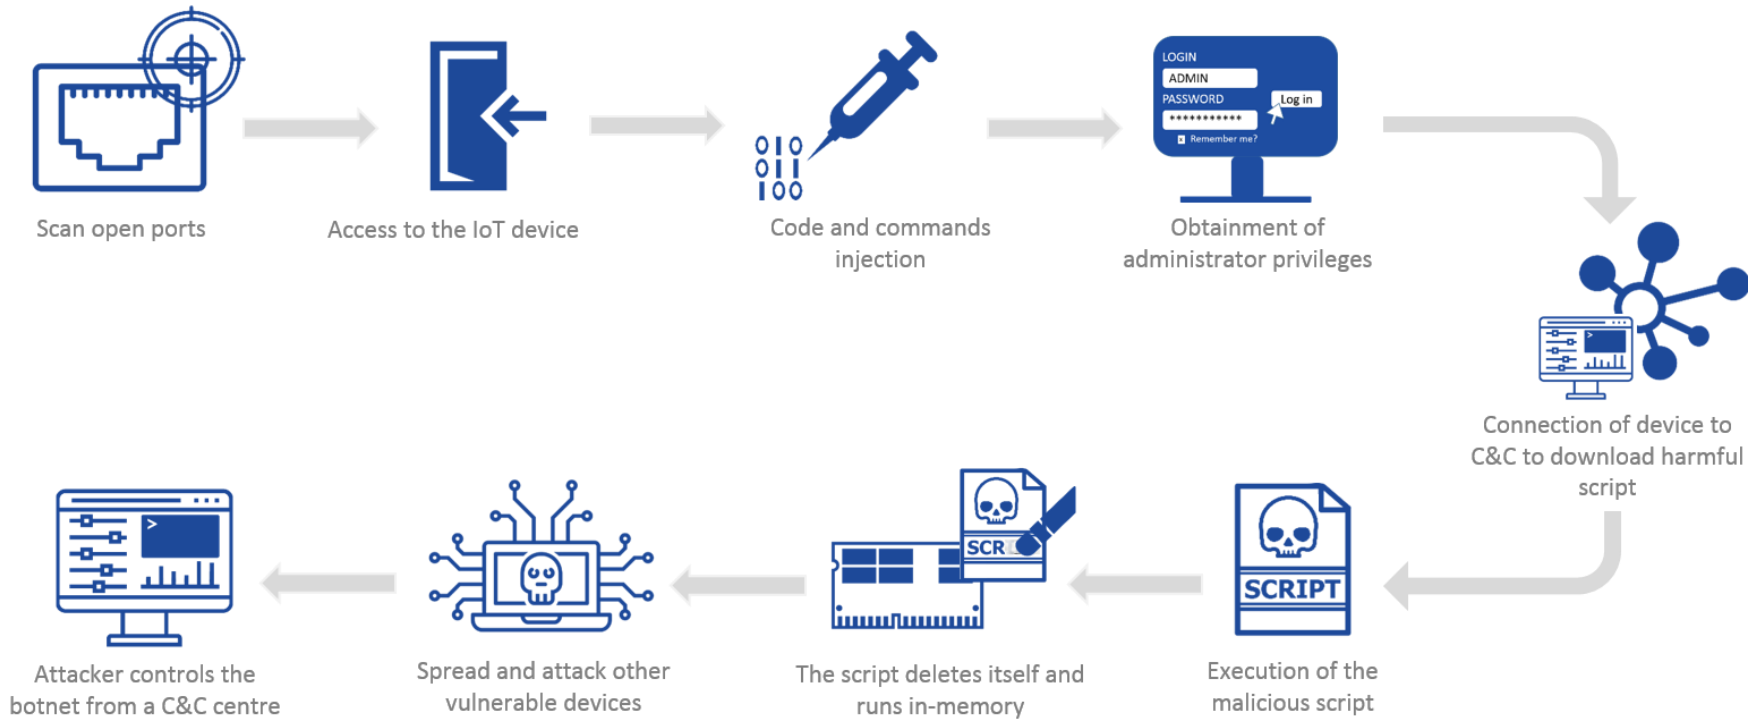 Scan open ports
Access to the IoT device
010
011
100
Code and commands
injection
LOGIN
ADMIN
PASSWORD
Log in
***********
Remember me?
Obtainment of
administrator privileges
Connection of device to
C&C to download harmful
script
SCRIPT
Execution of the
malicious script
SCR
The script deletes itself and
runs in-memory
Spread and attack other
vulnerable devices
>
Attacker controls the
botnet from a C&C centre